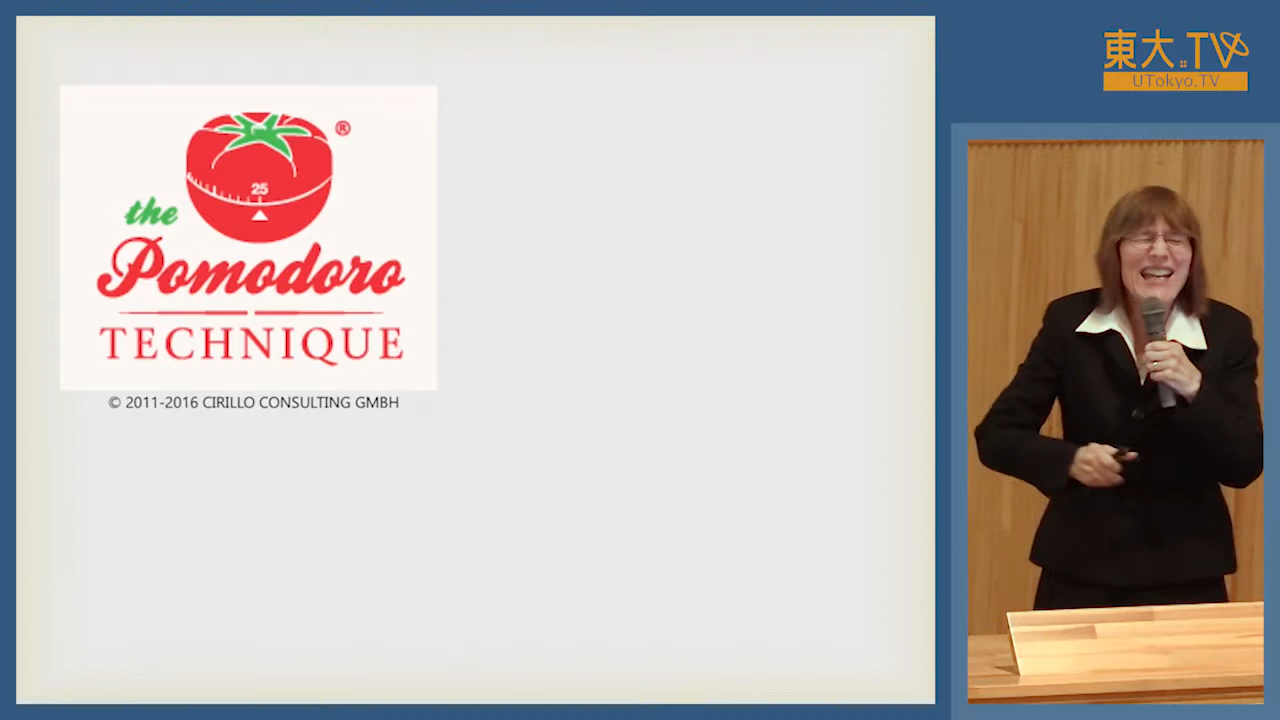 ®
25
the
Pomodoro
TECHNIQUE
© 2011-2016 CIRILLO CONSULTING GMBH
東大.TV
UTokyo.TV